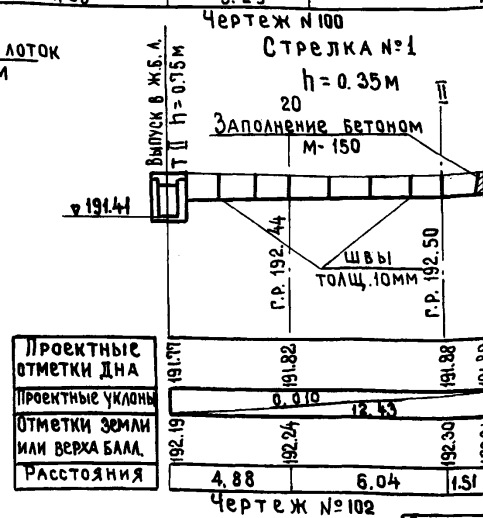 Чертеж N 100
ЛОТОК
Стрелка №1
h = 0.35м
Выпуск в ж.б.л.
т II h = 0.75м
20
III
Заполнение бетоном
М-150
▽ 191.41
Г.Р. 192.44
Г.Р. 192.50
швы
толщ. 10мм
Проектные
отметки дна
191.77
191.82
191.88
Проектные уклоны
0.010
12.43
Отметки земли
или верха балл.
192.19
192.24
192.30
Расстояния
4.88
6.04
1.51
Чертеж №102